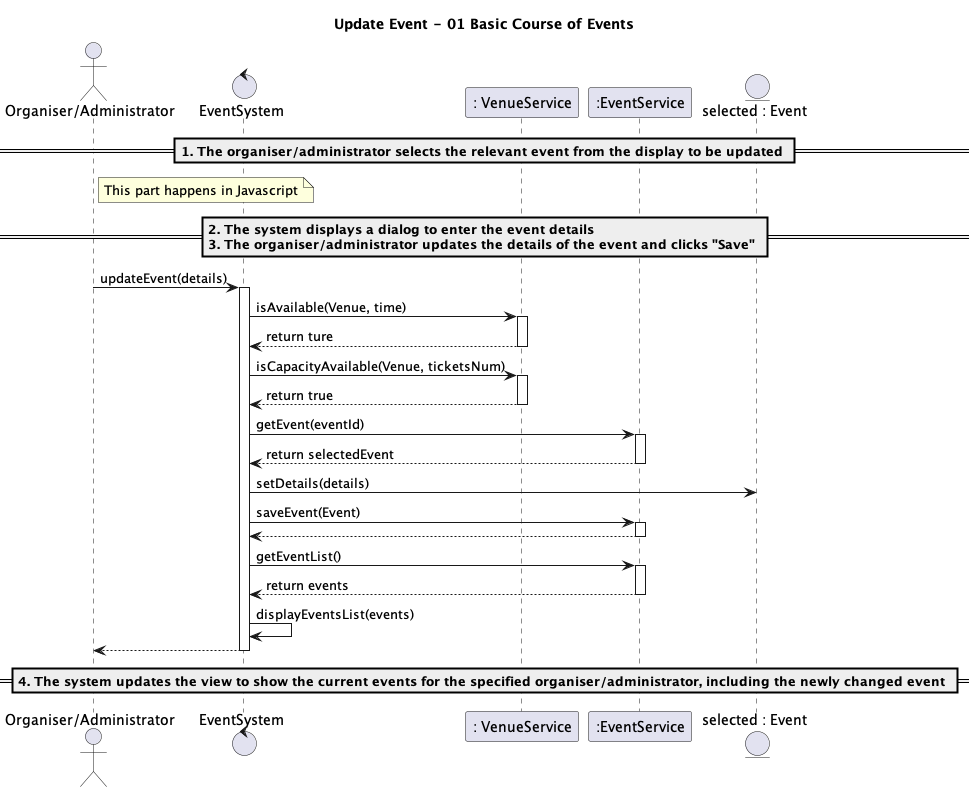 Update Event - 01 Basic Course of Events
Organiser/Administrator
EventSystem
: VenueService
:EventService
selected : Event
1. The organiser/administrator selects the relevant event from the display to be updated
This part happens in Javascript
2. The system displays a dialog to enter the event details
3. The organiser/administrator updates the details of the event and clicks "Save"
updateEvent(details)
isAvailable(Venue, time)
return ture
isCapacityAvailable(Venue, ticketsNum)
return true
getEvent(eventId)
return selectedEvent
setDetails(details)
saveEvent(Event)
getEventList()
return events
displayEventsList(events)
4. The system updates the view to show the current events for the specified organiser/administrator, including the newly changed event
Organiser/Administrator
EventSystem
: VenueService
:EventService
selected : Event